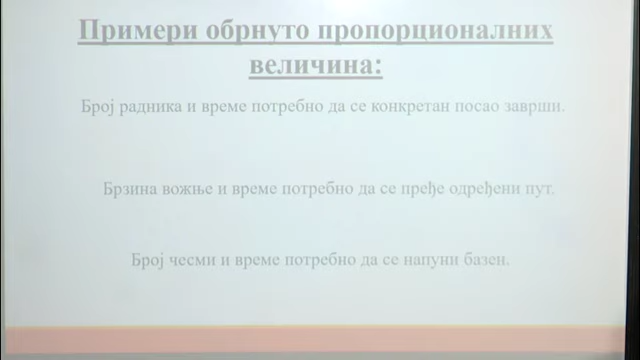 Примери обрнуто пропорционалних
величина:
Број радника и време потребно да се конкретан посао заврши.
Брзина вожње и време потребно да се пређе одређени пут.
Број чесми и време потребно да се напуни базен.